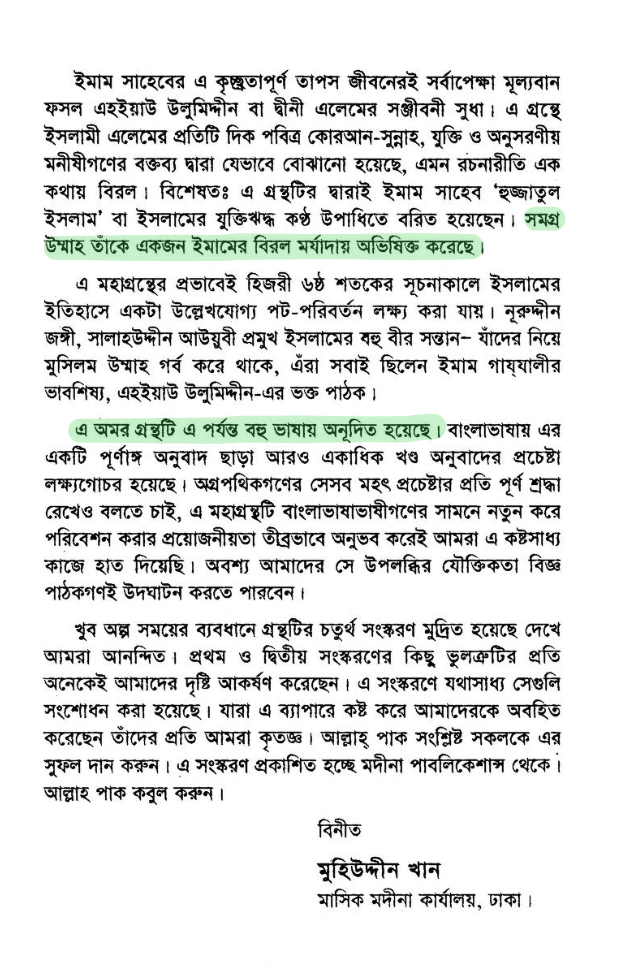 ইমাম সাহেবের এ কৃচ্ছ্রতাপূর্ণ তাপস জীবনেরই সর্বাপেক্ষা মূল্যবান
ফসল এহ্ইয়াউ উলুমিদ্দীন বা দ্বীনী এলেমের সঞ্জীবনী সুধা। এ গ্রন্থে
ইসলামী এলেমের প্রতিটি দিক পবিত্র কোরআন-সুন্নাহ, যুক্তি ও অনুসরণীয়
মনীষীগণের বক্তব্য দ্বারা যেভাবে বোঝানো হয়েছে, এমন রচনারীতি এক
কথায় বিরল। বিশেষতঃ এ গ্রন্থটির দ্বারাই ইমাম সাহেব ‘হুজ্জাতুল
ইসলাম’ বা ইসলামের যুক্তিঋদ্ধ কণ্ঠ উপাধিতে বরিত হয়েছেন। সমগ্র
উম্মাহ তাঁকে একজন ইমামের বিরল মর্যাদায় অভিষিক্ত করেছে।
এ মহাগ্রন্থের প্রভাবেই হিজরী ৬ষ্ঠ শতকের সূচনাকালে ইসলামের
ইতিহাসে একটা উল্লেখযোগ্য পট-পরিবর্তন লক্ষ্য করা যায়। নূরুদ্দীন
জঙ্গী, সালাহউদ্দীন আউয়ুবী প্রমুখ ইসলামের বহু বীর সন্তান– যাঁদের নিয়ে
মুসলিম উম্মাহ গর্ব করে থাকে, এঁরা সবাই ছিলেন ইমাম গায্‌যালীর
ভাবশিষ্য, এহ্ইয়াউ উলুমিদ্দীন-এর ভক্ত পাঠক।
এ অমর গ্রন্থটি এ পর্যন্ত বহু ভাষায় অনূদিত হয়েছে। বাংলাভাষায় এর
একটি পূর্ণাঙ্গ অনুবাদ ছাড়া আরও একাধিক খণ্ড অনুবাদের প্রচেষ্টা
লক্ষ্যগোচর হয়েছে। অগ্রপথিকগণের সেসব মহৎ প্রচেষ্টার প্রতি পূর্ণ শ্রদ্ধা
রেখেও বলতে চাই, এ মহাগ্রন্থটি বাংলাভাষাভাষীগণের সামনে নতুন করে
পরিবেশন করার প্রয়োজনীয়তা তীব্রভাবে অনুভব করেই আমরা এ কষ্টসাধ্য
কাজে হাত দিয়েছি। অবশ্য আমাদের সে উপলব্ধির যৌক্তিকতা বিজ্ঞ
পাঠকগণই উদঘাটন করতে পারবেন।
খুব অল্প সময়ের ব্যবধানে গ্রন্থটির চতুর্থ সংস্করণ মুদ্রিত হয়েছে দেখে
আমরা আনন্দিত। প্রথম ও দ্বিতীয় সংস্করণের কিছু ভুলত্রুটির প্রতি
অনেকেই আমাদের দৃষ্টি আকর্ষণ করেছেন। এ সংস্করণে যথাসাধ্য সেগুলি
সংশোধন করা হয়েছে। যারা এ ব্যাপারে কষ্ট করে আমাদেরকে অবহিত
করেছেন তাঁদের প্রতি আমরা কৃতজ্ঞ। আল্লাহ্ পাক সংশ্লিষ্ট সকলকে এর
সুফল দান করুন। এ সংস্করণ প্রকাশিত হচ্ছে মদীনা পাবলিকেশান্স থেকে।
আল্লাহ পাক কবুল করুন।
বিনীত
মুহিউদ্দীন খান
মাসিক মদীনা কার্যালয়, ঢাকা।